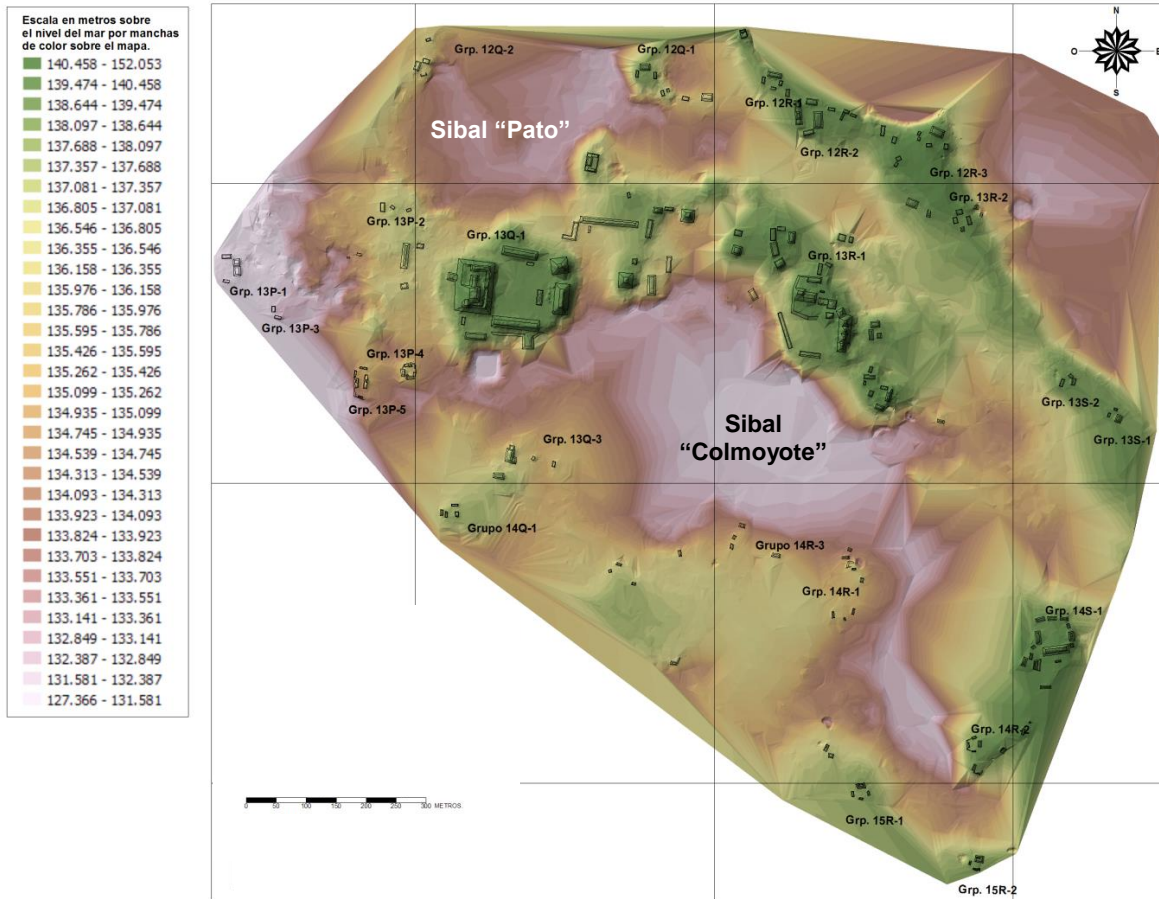 Escala en metros sobre
el nivel del mar por manchas
de color sobre el mapa.
140.458 - 152.053
139.474 - 140.458
138.644 - 139.474
138.097 - 138.644
137.688 - 138.097
137.357 - 137.688
137.081 - 137.357
136.805 - 137.081
136.546 - 136.805
136.355 - 136.546
136.158 - 136.355
135.976 - 136.158
135.786 - 135.976
135.595 - 135.786
135.426 - 135.595
135.262 - 135.426
135.099 - 135.262
134.935 - 135.099
134.745 - 134.935
134.539 - 134.745
134.313 - 134.539
134.093 - 134.313
133.923 - 134.093
133.824 - 133.923
133.703 - 133.824
133.551 - 133.703
133.361 - 133.551
133.141 - 133.361
132.849 - 133.141
132.387 - 132.849
131.581 - 132.387
127.366 - 131.581
N
O
E
S
Grp. 12Q-2
Grp. 12Q-1
Grp. 12R-1
Sibal "Pato"
Grp. 12R-2
Grp. 12R-3
Grp. 13R-2
Grp. 13P-2
Grp. 13Q-1
Grp. 13R-1
Grp. 13P-1
Grp. 13P-3
Grp. 13P-4
Grp. 13P-5
Grp. 13S-2
Grp. 13S-1
Sibal
"Colmoyote"
Grp. 13Q-3
Grupo 14Q-1
Grupo 14R-3
Grp. 14R-1
Grp. 14S-1
Grp. 14R-2
0 50 100 150 200 250 300 METROS
Grp. 15R-1
Grp. 15R-2